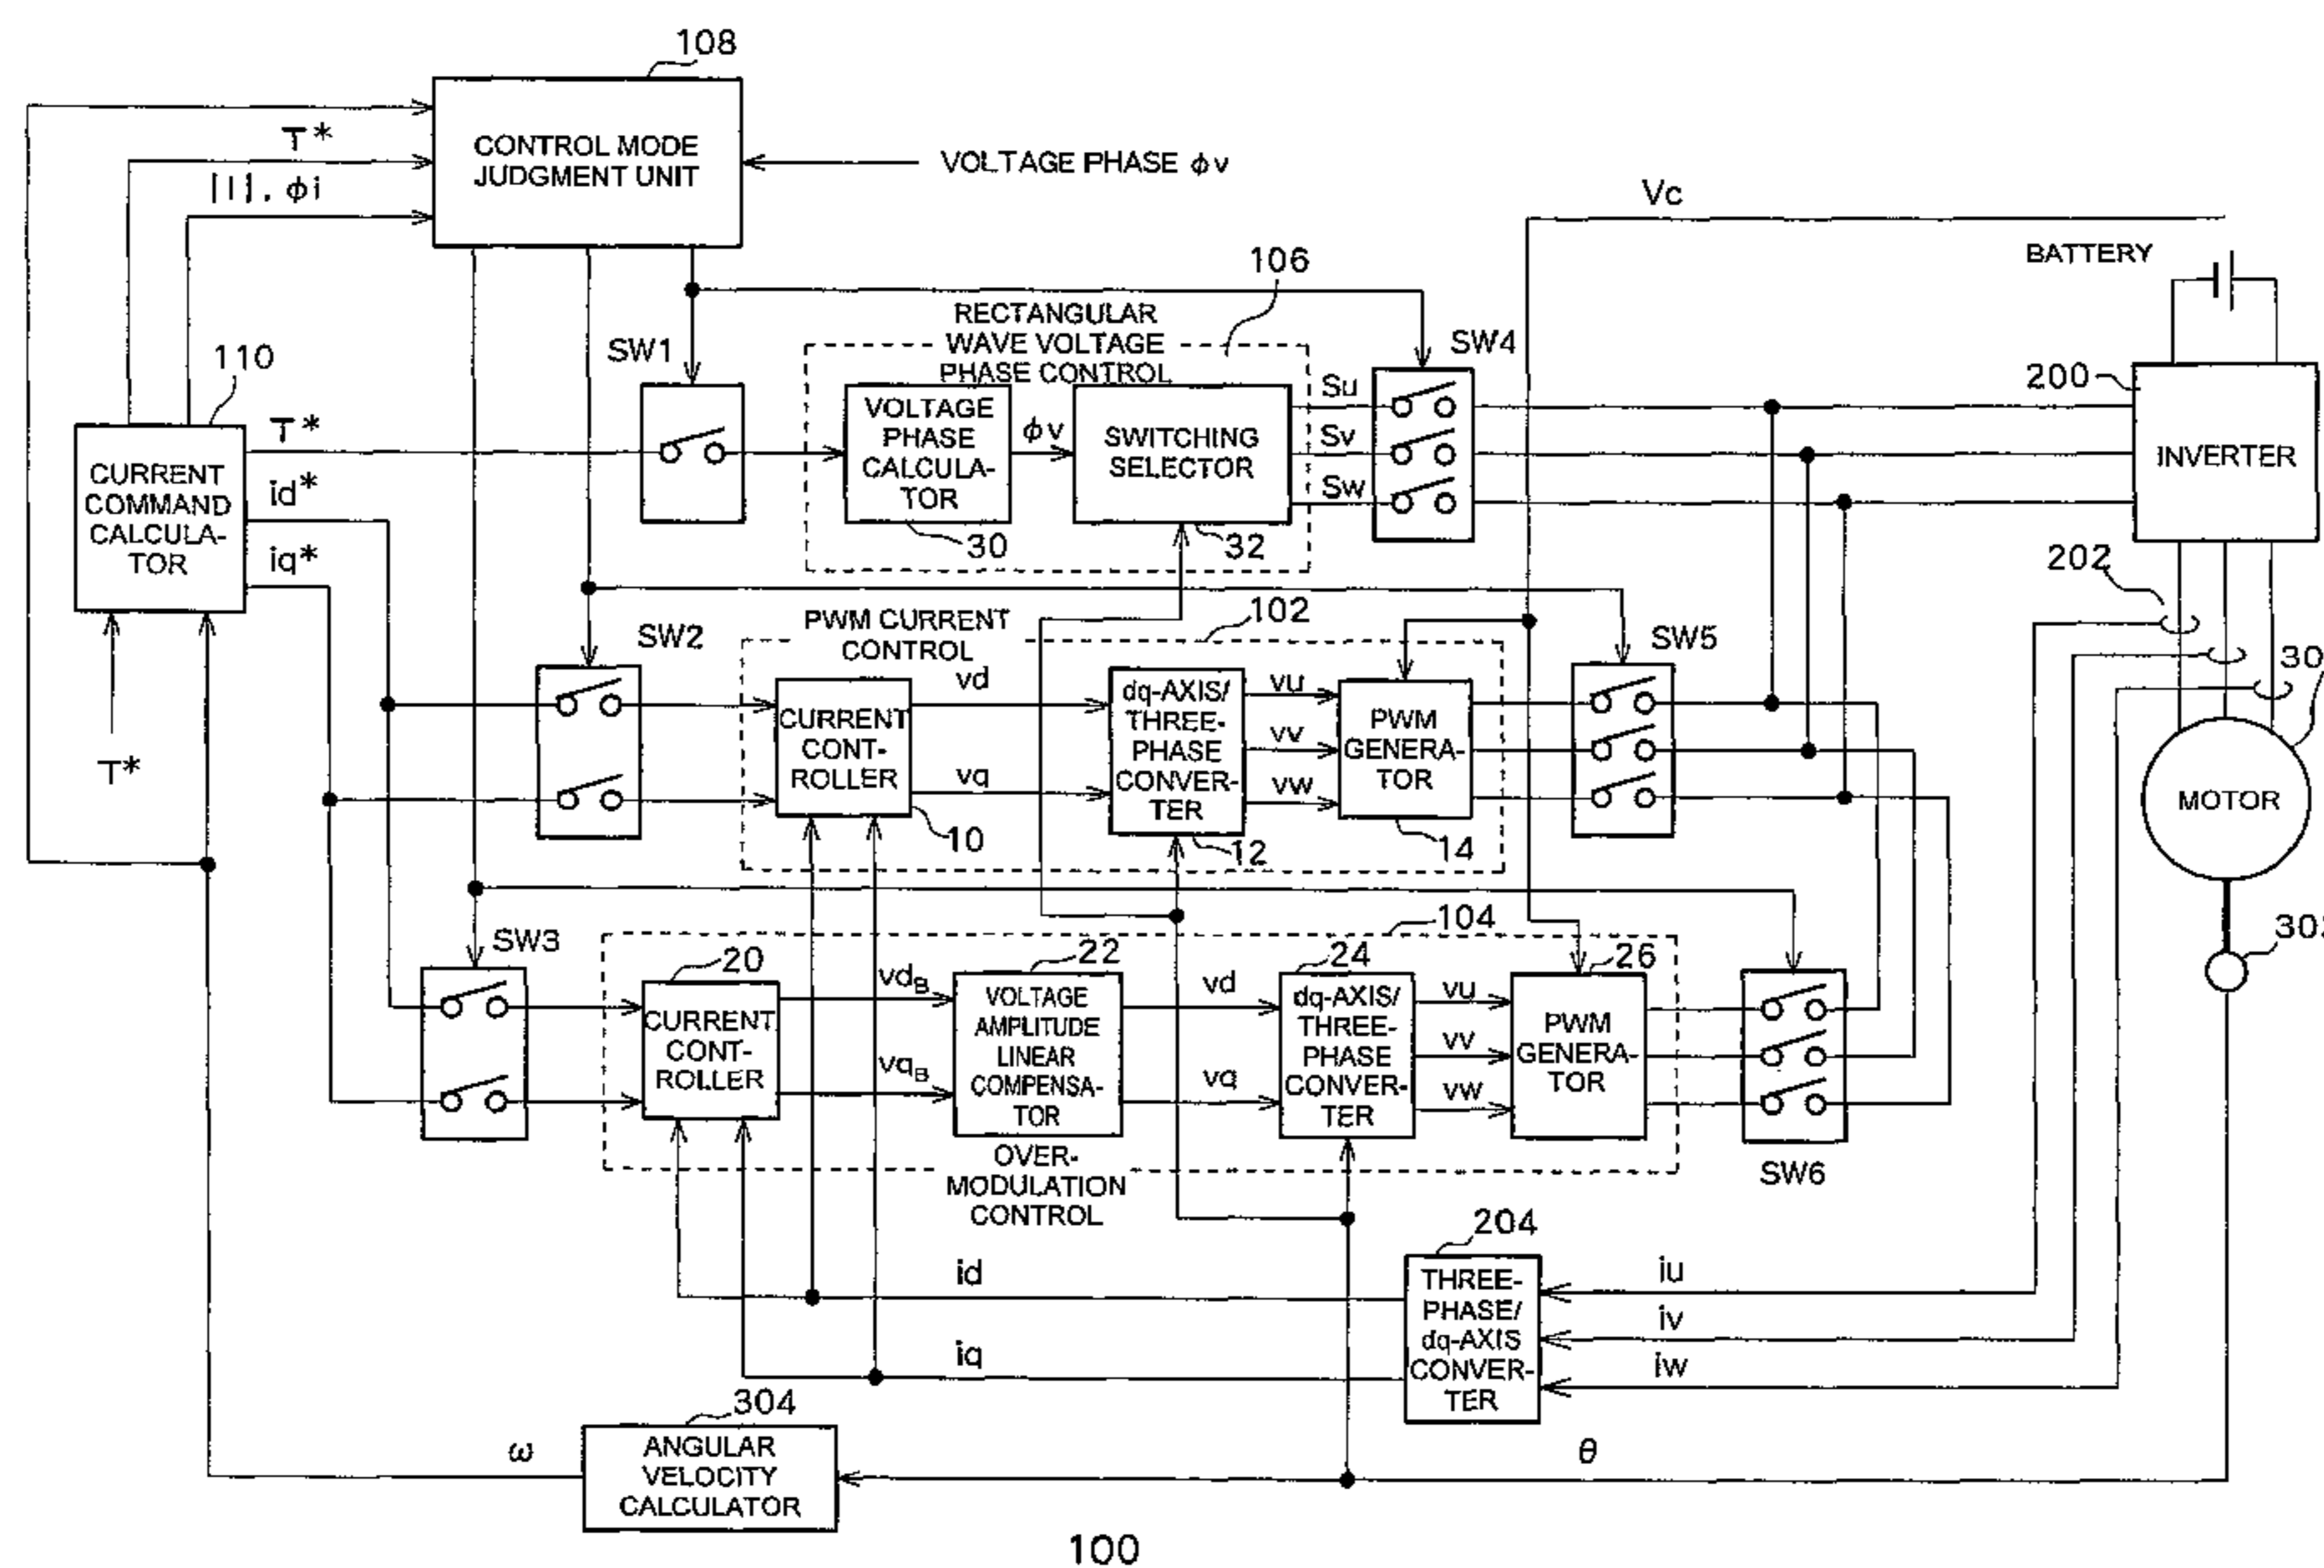 108
T*
|I|, φi
CONTROL MODE
JUDGMENT UNIT
VOLTAGE PHASE φv
Vc
BATTERY
106
RECTANGULAR
WAVE VOLTAGE
PHASE CONTROL
SW1
SW4
110
200
CURRENT
COMMAND
CALCULA-
TOR
T*
id*
iq*
T*
VOLTAGE
PHASE
CALCULA-
TOR
φv
SWITCHING
SELECTOR
Su
Sv
Sw
30
32
INVERTER
202
SW2
PWM CURRENT
CONTROL
102
SW5
30
CURRENT
CONT-
ROLLER
vd
vq
dq-AXIS/
THREE-
PHASE
CONVER-
TER
vu
vv
vw
PWM
GENERA-
TOR
10
12
14
MOTOR
SW3
104
20
22
24
26
CURRENT
CONT-
ROLLER
vdB
vqB
VOLTAGE
AMPLITUDE
LINEAR
COMPENSA-
TOR
vd
vq
dq-AXIS/
THREE-
PHASE
CONVER-
TER
vu
vv
vw
PWM
GENERA-
TOR
SW6
OVER-
MODULATION
CONTROL
204
THREE-
PHASE/
dq-AXIS
CONVER-
TER
id
iq
iu
iv
iw
304
ANGULAR
VELOCITY
CALCULATOR
ω
θ
100